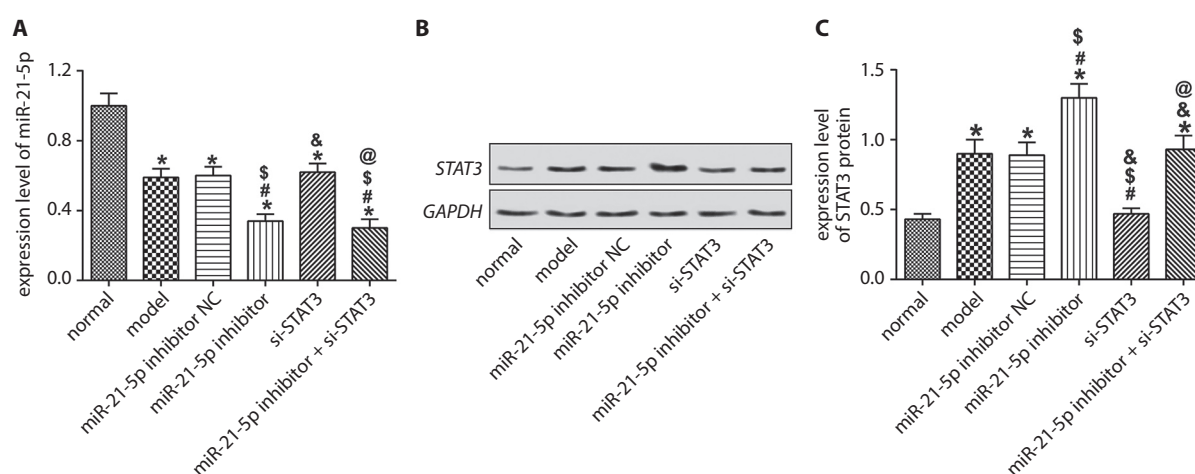 A
expression level of miR-21-5p
1.2
0.8
0.4
0.0
*
*
$
#
*
&
*
@
$
#
*
normal
model
miR-21-5p inhibitor NC
miR-21-5p inhibitor
si-STAT3
miR-21-5p inhibitor + si-STAT3
B
STAT3
GAPDH
normal
model
miR-21-5p inhibitor NC
miR-21-5p inhibitor
si-STAT3
miR-21-5p inhibitor + si-STAT3
C
expression level
of STAT3 protein
1.5
1.0
0.5
0.0
*
*
$
#
*
&
$
#
@
&
*
normal
model
miR-21-5p inhibitor NC
miR-21-5p inhibitor
si-STAT3
miR-21-5p inhibitor + si-STAT3